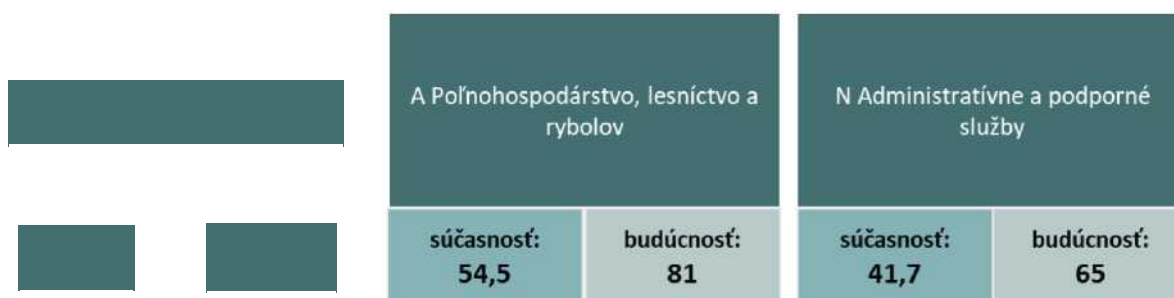 A Poľnohospodárstvo, lesníctvo a
rybolov
súčasnosť:
54,5
budúcnosť:
81
N Administratívne a podporné
služby
súčasnosť:
41,7
budúcnosť:
65